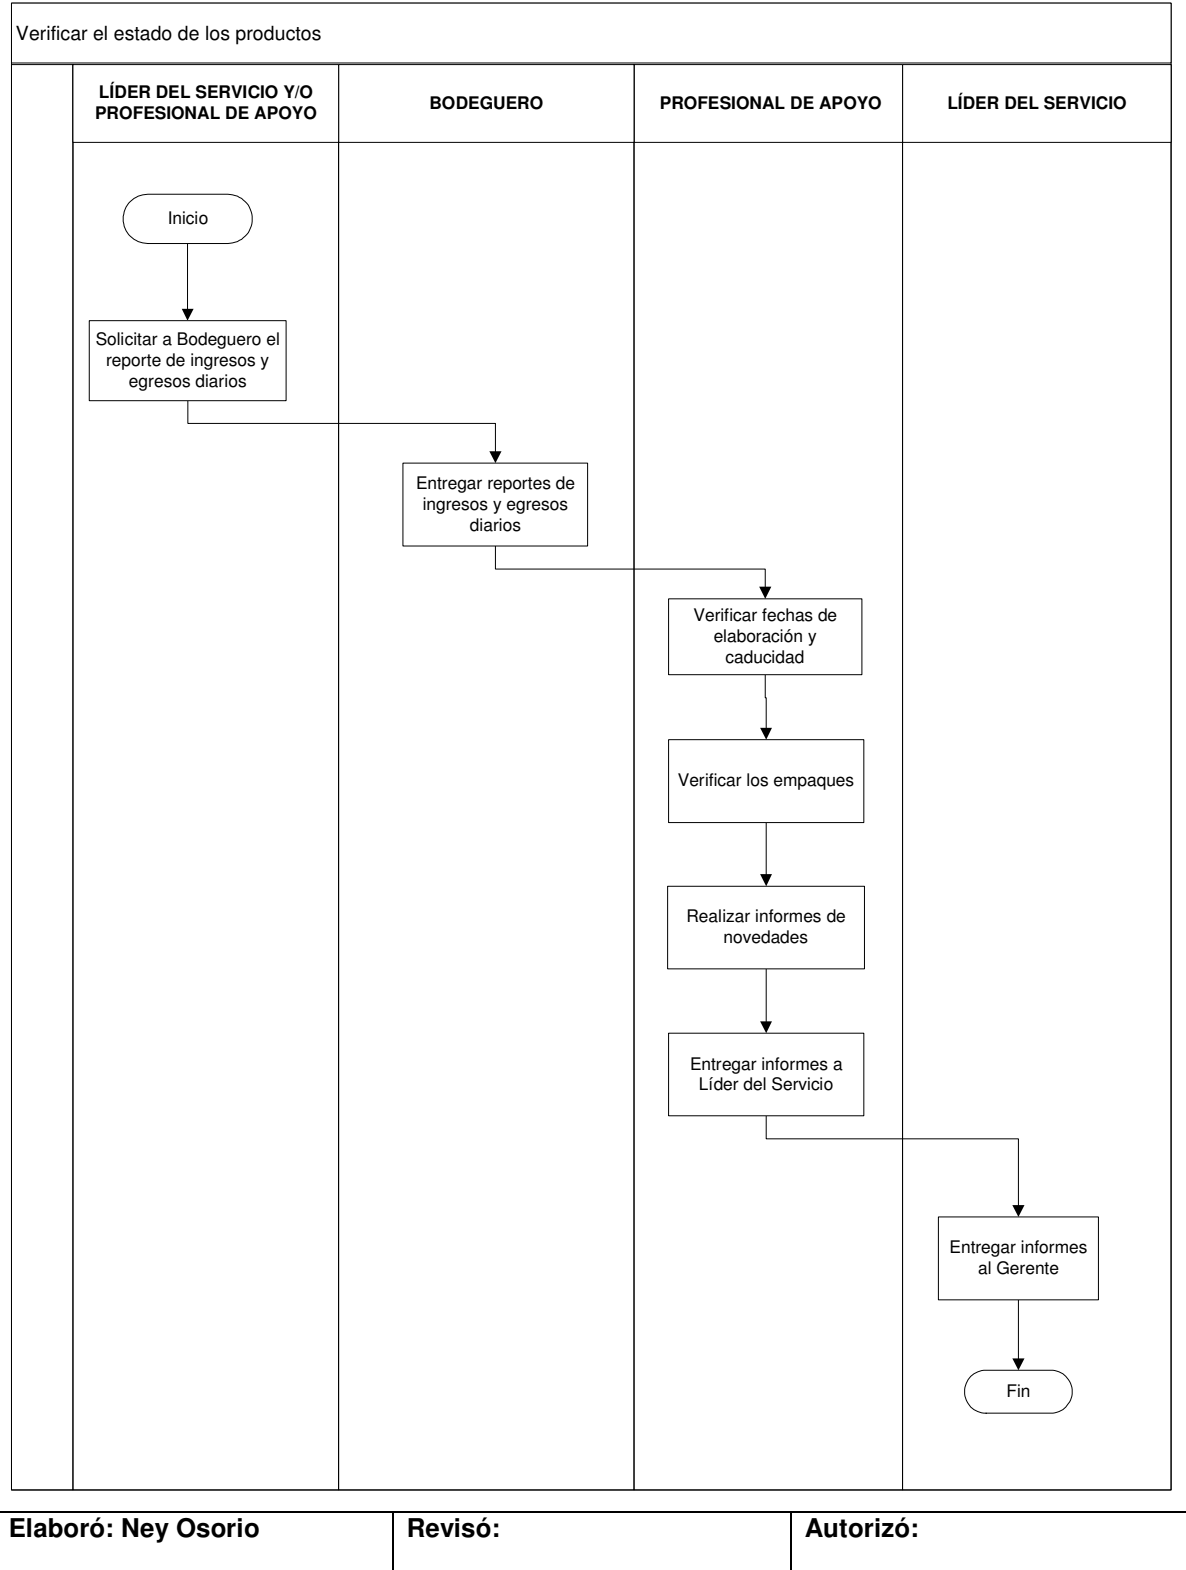 Verificar el estado de los productos
LÍDER DEL SERVICIO Y/O
PROFESIONAL DE APOYO
BODEGUERO
PROFESIONAL DE APOYO
LÍDER DEL SERVICIO
Inicio
Solicitar a Bodeguero el
reporte de ingresos y
egresos diarios
Entregar reportes de
ingresos y egresos
diarios
Verificar fechas de
elaboración y
caducidad
Verificar los empaques
Realizar informes de
novedades
Entregar informes a
Líder del Servicio
Entregar informes
al Gerente
Fin
Elaboró: Ney Osorio
Revisó:
Autorizó: